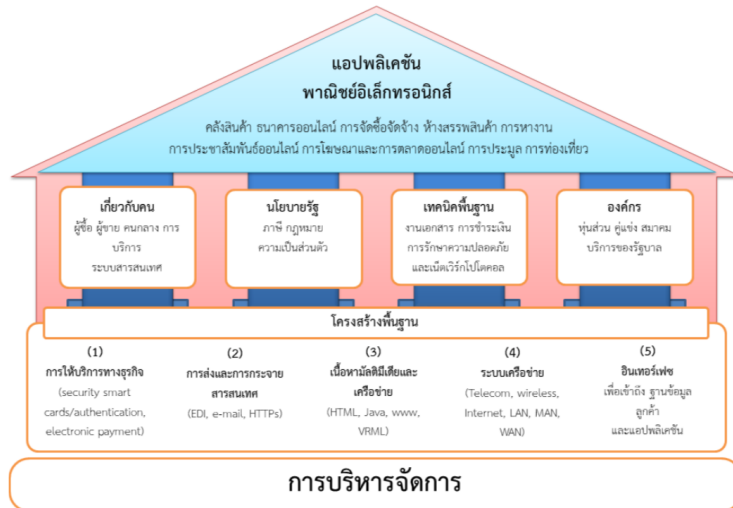 แอปพลิเคชัน
พาณิชย์อิเล็กทรอนิกส์
คลังสินค้า ธนาคารออนไลน์ การจัดซื้อจัดจ้าง ห้างสรรพสินค้า การหางาน
การประชาสัมพันธ์ออนไลน์ การโฆษณาและการตลาดออนไลน์ การประมูล การท่องเที่ยว
เกี่ยวกับคน
ผู้ซื้อ ผู้ขาย คนกลาง การ
บริการ
ระบบสารสนเทศ
นโยบายรัฐ
ภาษี กฎหมาย
ความเป็นส่วนตัว
เทคนิคพื้นฐาน
งานเอกสาร การชำระเงิน
การรักษาความปลอดภัย
และเน็ตเวิร์กโปโตคอล
องค์กร
หุ้นส่วน คู่แข่ง สมาคม
บริการของรัฐบาล
โครงสร้างพื้นฐาน
(1)
การให้บริการทางธุรกิจ
(security smart
cards/authentication,
electronic payment)
(2)
การส่งและการกระจาย
สารสนเทศ
(EDI, e-mail, HTTPs)
(3)
เนื้อหามัลติมีเดียและ
เครือข่าย
(HTML, Java, www,
VRML)
(4)
ระบบเครือข่าย
(Telecom, wireless,
Internet, LAN, MAN,
WAN)
(5)
อินเทอร์เฟซ
เพื่อเข้าถึง ฐานข้อมูล
ลูกค้า
และแอปพลิเคชัน
การบริหารจัดการ